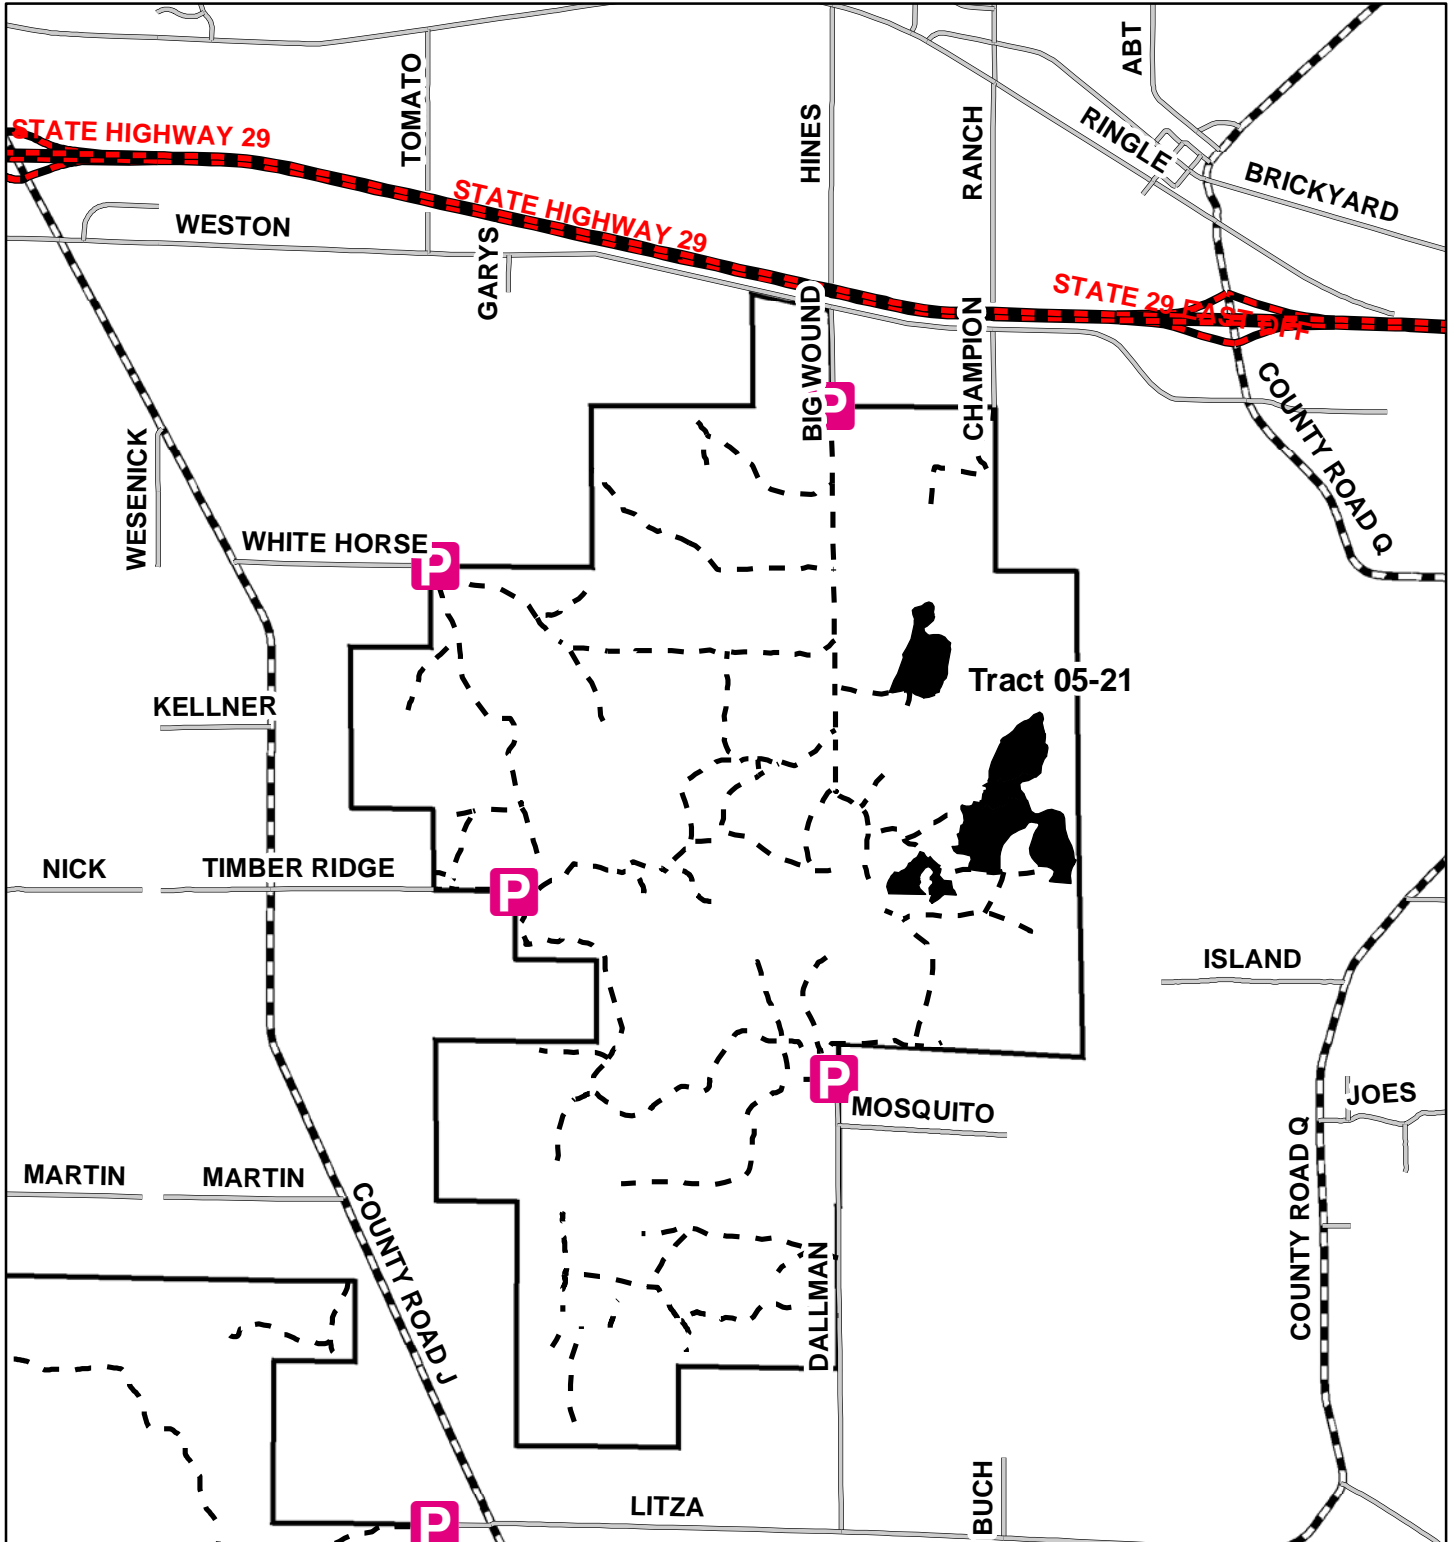 ABT
TOMATO
HINES
RANCH
RINGLE
BRICKYARD
STATE HIGHWAY 29
STATE HIGHWAY 29
WESTON
GARYS
STATE 29 EAST OFF
BIG WOUND
CHAMPION
P
COUNTY ROAD Q
WESENICK
WHITE HORSE
P
Tract 05-21
KELLNER
NICK
TIMBER RIDGE
P
ISLAND
P
MOSQUITO
JOES
MARTIN
MARTIN
COUNTY ROAD J
DALLMAN
COUNTY ROAD Q
BUCH
LITZA
P